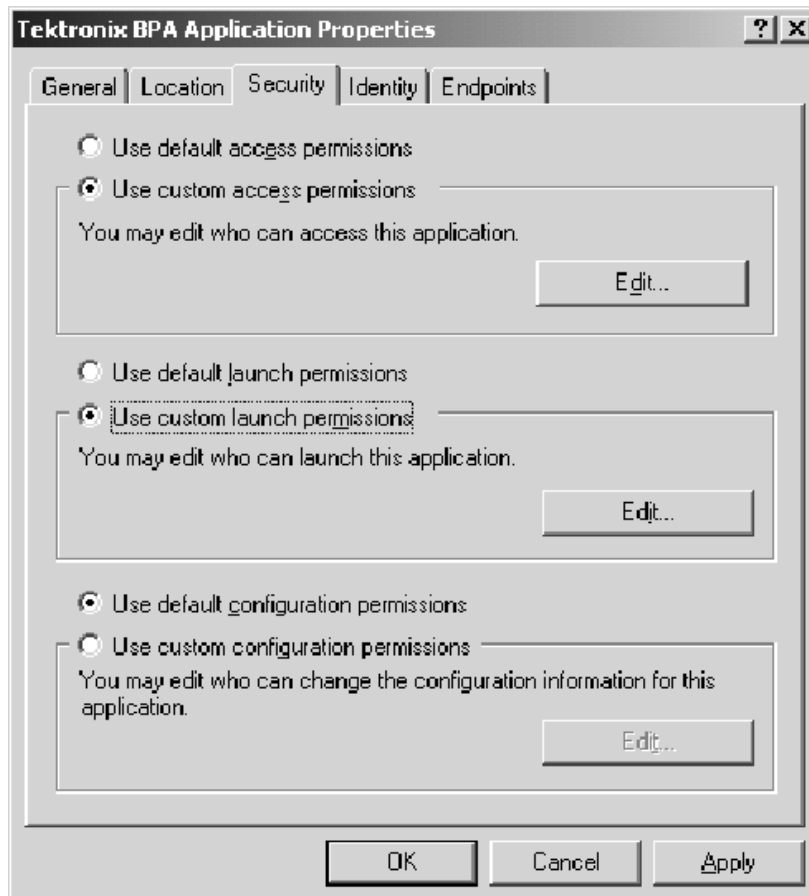 Tektronix BPA Application Properties
General Location Security Identity Endpoints
Use default access permissions
Use custom access permissions
You may edit who can access this application.
Edit...
Use default launch permissions
Use custom launch permissions
You may edit who can launch this application.
Edit...
Use default configuration permissions
Use custom configuration permissions
You may edit who can change the configuration information for this
application.
Edit...
OK Cancel Apply